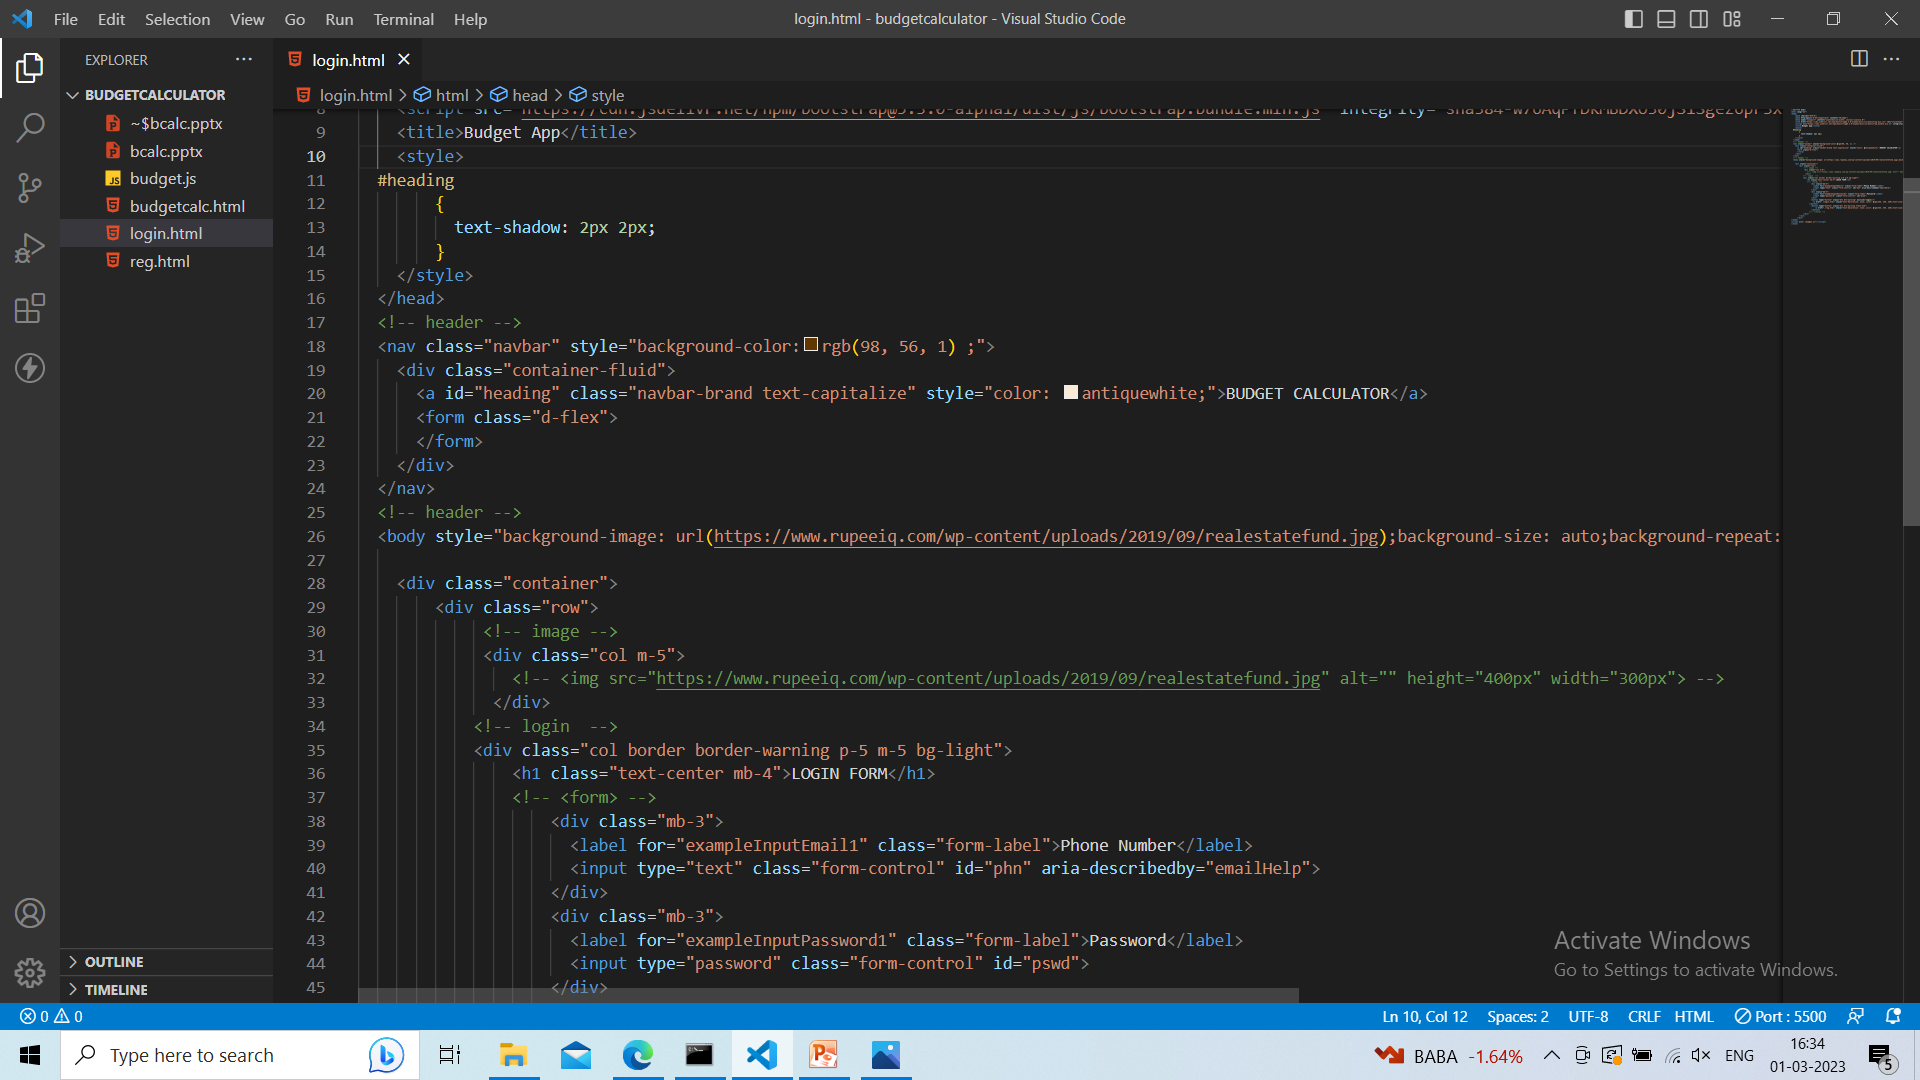 File Edit Selection View Go Run Terminal Help
login.html - budgetcalculator - Visual Studio Code
EXPLORER
BUDGETCALCULATOR
~$bcalc.pptx
bcalc.pptx
budget.js
budgetcalc.html
login.html
reg.html
OUTLINE
TIMELINE
login.html
login.html > html > head > style
9 <title>Budget App</title>
10 <style>
11 #heading
12 {
13 text-shadow: 2px 2px;
14 }
15 </style>
16 </head>
17 <!-- header -->
18 <nav class="navbar" style="background-color: rgb(98, 56, 1) ;">
19 <div class="container-fluid">
20 <a id="heading" class="navbar-brand text-capitalize" style="color: antiquewhite;">BUDGET CALCULATOR</a>
21 <form class="d-flex">
22 </form>
23 </div>
24 </nav>
25 <!-- header -->
26 <body style="background-image: url(https://www.rupeeiq.com/wp-content/uploads/2019/09/realestatefund.jpg);background-size: auto;background-repeat:
27
28 <div class="container">
29 <div class="row">
30 <!-- image -->
31 <div class="col m-5">
32 <!-- <img src="https://www.rupeeiq.com/wp-content/uploads/2019/09/realestatefund.jpg" alt="" height="400px" width="300px"> -->
33 </div>
34 <!-- login  -->
35 <div class="col border border-warning p-5 m-5 bg-light">
36 <h1 class="text-center mb-4">LOGIN FORM</h1>
37 <!-- <form> -->
38 <div class="mb-3">
39 <label for="exampleInputEmail1" class="form-label">Phone Number</label>
40 <input type="text" class="form-control" id="phn" aria-describedby="emailHelp">
41 </div>
42 <div class="mb-3">
43 <label for="exampleInputPassword1" class="form-label">Password</label>
44 <input type="password" class="form-control" id="pswd">
45 </div>
Activate Windows
Go to Settings to activate Windows.
0 0
Ln 10, Col 12 Spaces: 2 UTF-8 CRLF HTML Port : 5500
Type here to search
BABA -1.64%
ENG
16:34
01-03-2023
5